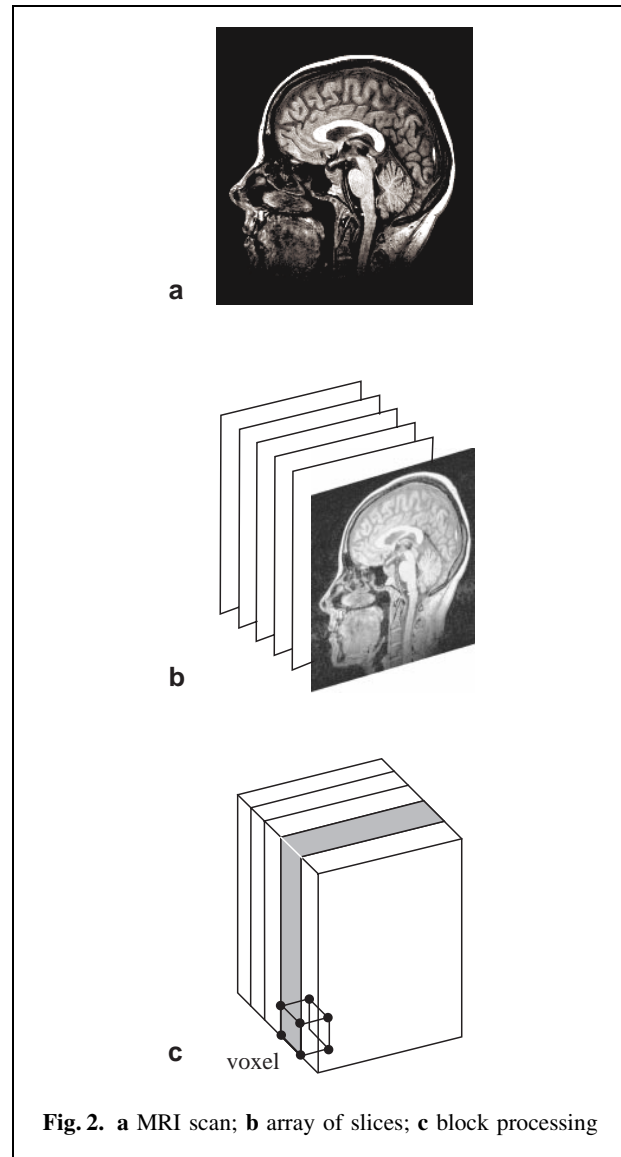 a
b
c
voxel
Fig. 2. a MRI scan; b array of slices; c block processing